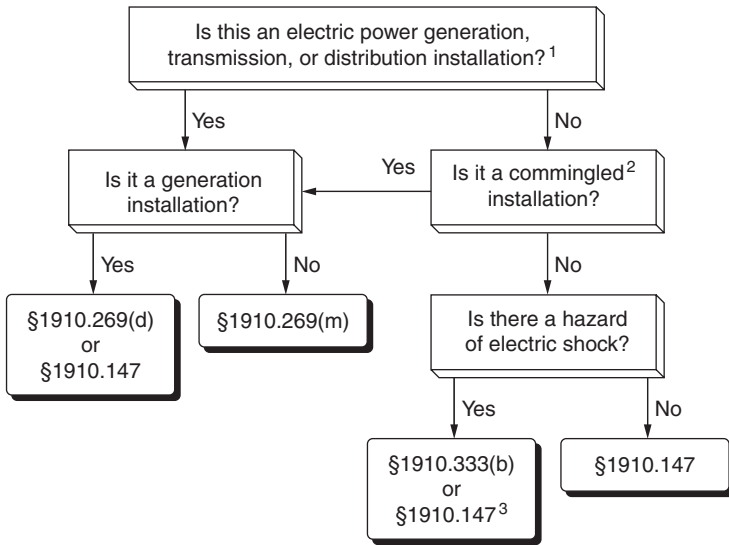 Is this an electric power generation,
transmission, or distribution installation?1
Yes
No
Is it a generation
installation?
Yes
Is it a commingled2
installation?
Yes
No
No
§1910.269(d)
or
§1910.147
§1910.269(m)
Is there a hazard
of electric shock?
Yes
No
§1910.333(b)
or
§1910.1473
§1910.147